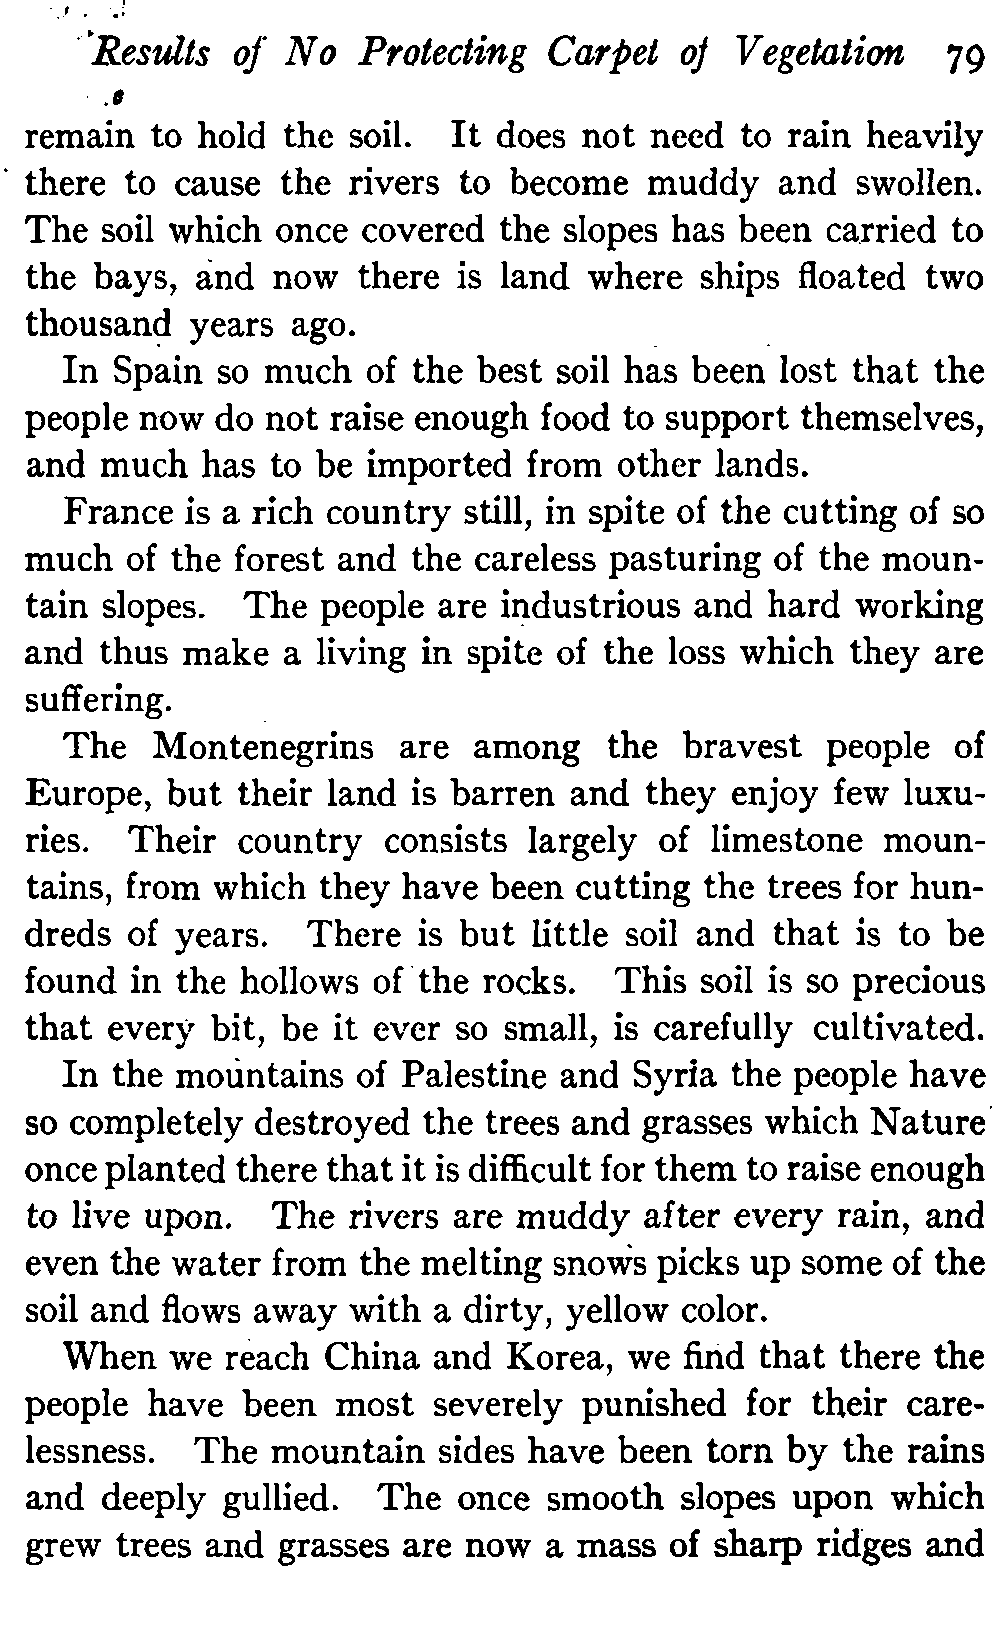 Results of No Protecting Carpet of Vegetation 79
remain to hold the soil. It does not need to rain heavily
there to cause the rivers to become muddy and swollen.
The soil which once covered the slopes has been carried to
the bays, and now there is land where ships floated two
thousand years ago.
In Spain so much of the best soil has been lost that the
people now do not raise enough food to support themselves,
and much has to be imported from other lands.
France is a rich country still, in spite of the cutting of so
much of the forest and the careless pasturing of the moun-
tain slopes. The people are industrious and hard working
and thus make a living in spite of the loss which they are
suffering.
The Montenegrins are among the bravest people of
Europe, but their land is barren and they enjoy few luxu-
ries. Their country consists largely of limestone moun-
tains, from which they have been cutting the trees for hun-
dreds of years. There is but little soil and that is to be
found in the hollows of the rocks. This soil is so precious
that every bit, be it ever so small, is carefully cultivated.
In the mountains of Palestine and Syria the people have
so completely destroyed the trees and grasses which Nature
once planted there that it is difficult for them to raise enough
to live upon. The rivers are muddy after every rain, and
even the water from the melting snows picks up some of the
soil and flows away with a dirty, yellow color.
When we reach China and Korea, we find that there the
people have been most severely punished for their care-
lessness. The mountain sides have been torn by the rains
and deeply gullied. The once smooth slopes upon which
grew trees and grasses are now a mass of sharp ridges and